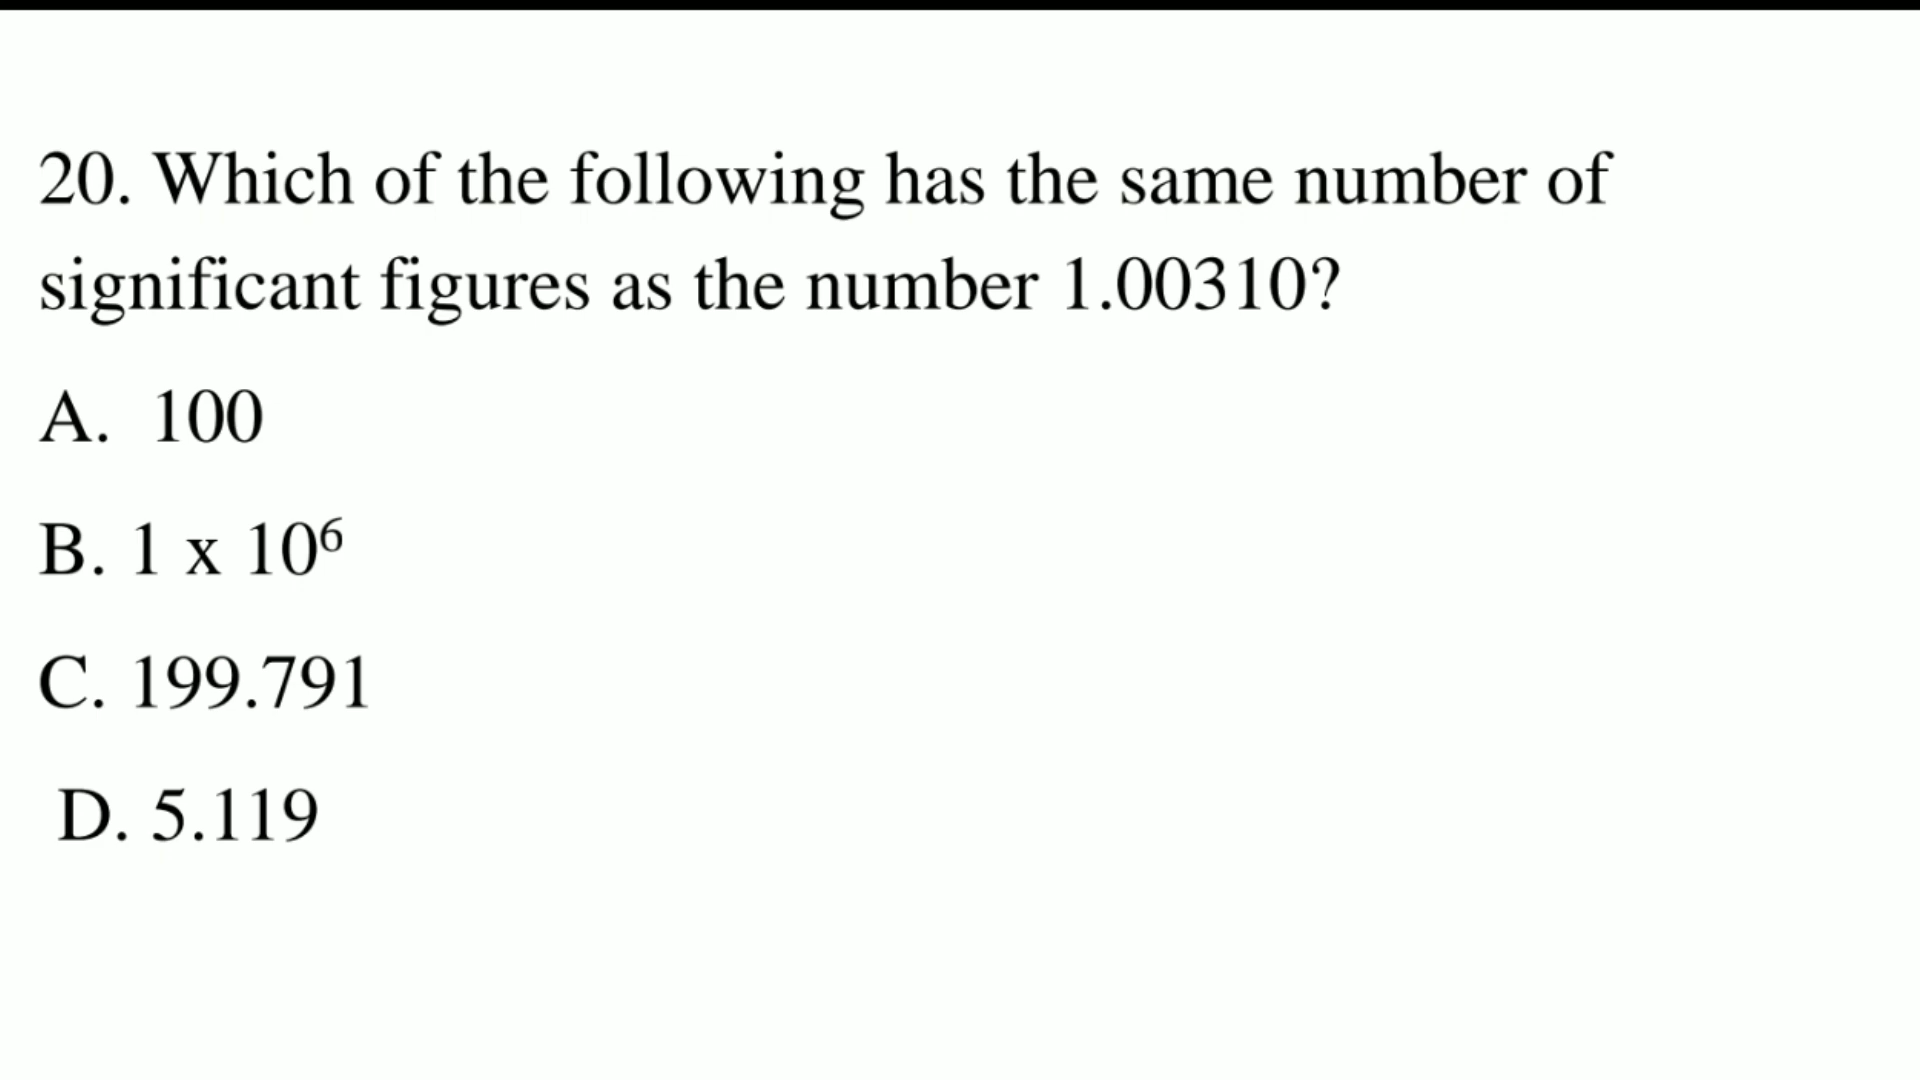 20. Which of the following has the same number of
significant figures as the number 1.00310?
A. 100
B. 1 x 10⁶
C. 199.791
D. 5.119